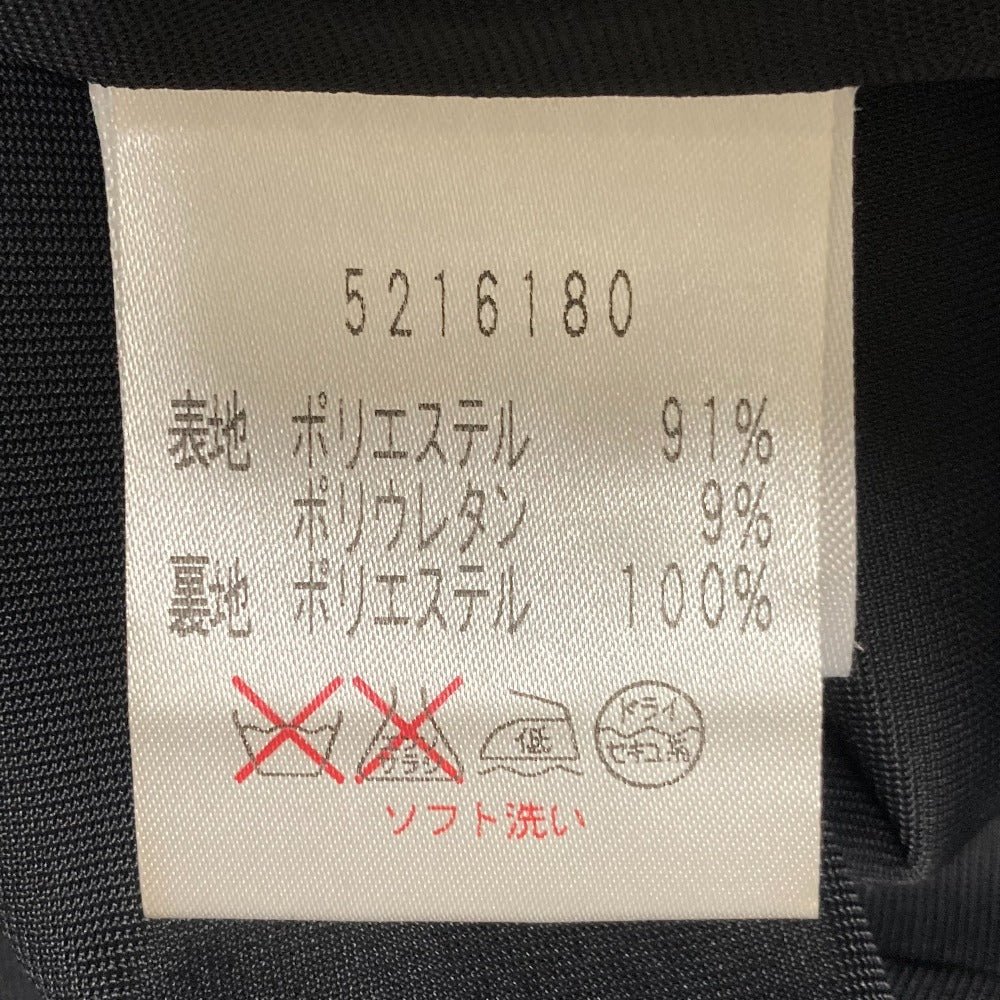 5216180
表地 ポリエステル 91%
ポリウレタン 9%
裏地 ポリエステル 100%
低 ドライ
セキユ系
ソフト洗い